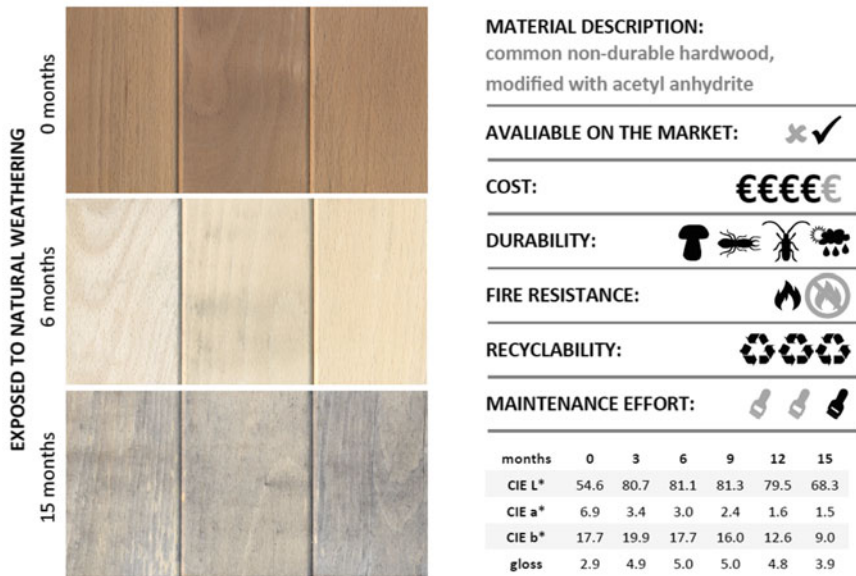 EXPOSED TO NATURAL WEATHERING
0 months
6 months
15 months
MATERIAL DESCRIPTION:
common non-durable hardwood,
modified with acetyl anhydrite
AVALIABLE ON THE MARKET:
COST: €€€€€
DURABILITY:
FIRE RESISTANCE:
RECYCLABILITY:
MAINTENANCE EFFORT:
months 0 3 6 9 12 15
CIE L* 54.6 80.7 81.1 81.3 79.5 68.3
CIE a* 6.9 3.4 3.0 2.4 1.6 1.5
CIE b* 17.7 19.9 17.7 16.0 12.6 9.0
gloss 2.9 4.9 5.0 5.0 4.8 3.9